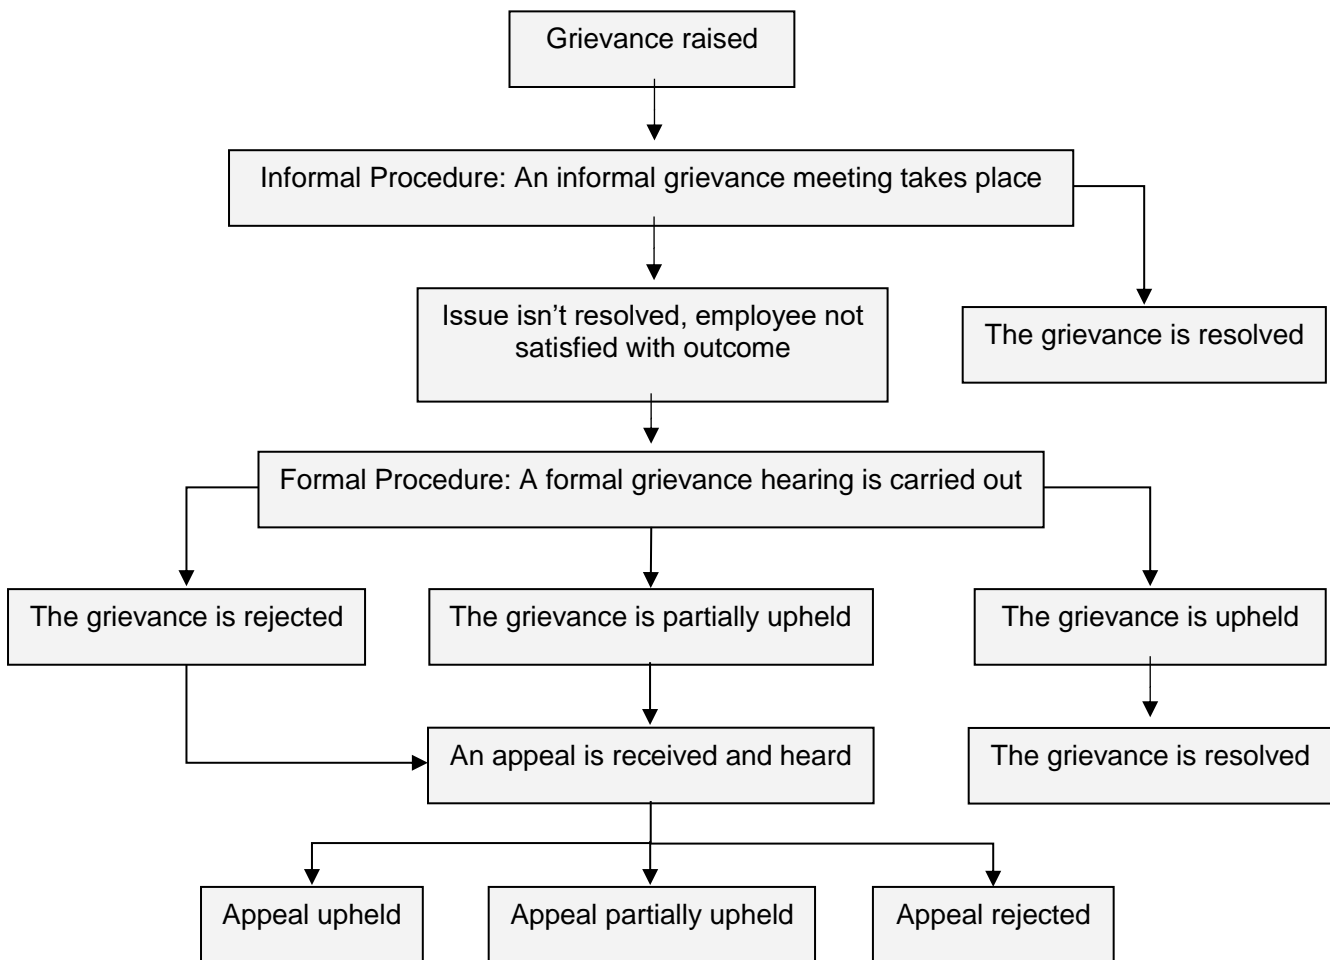 Grievance raised
Informal Procedure: An informal grievance meeting takes place
Issue isn’t resolved, employee not
satisfied with outcome
The grievance is resolved
Formal Procedure: A formal grievance hearing is carried out
The grievance is rejected
The grievance is partially upheld
The grievance is upheld
An appeal is received and heard
The grievance is resolved
Appeal upheld
Appeal partially upheld
Appeal rejected